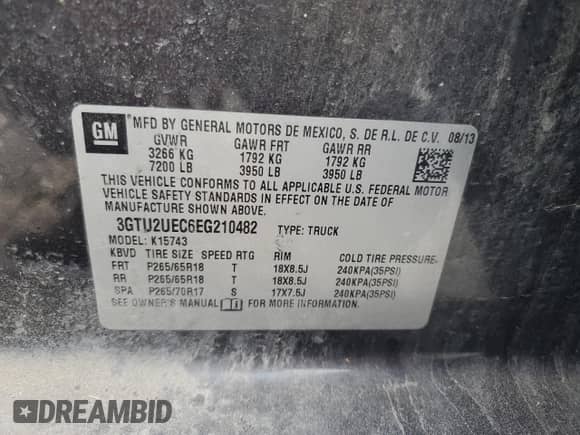 GM
MFD BY GENERAL MOTORS DE MEXICO, S. DE R.L. DE C.V. 08/13
GVWR GAWR FRT GAWR RR
3266 KG 1792 KG 1792 KG
7200 LB 3950 LB 3950 LB
THIS VEHICLE CONFORMS TO ALL APPLICABLE U.S. FEDERAL MOTOR
VEHICLE SAFETY STANDARDS IN EFFECT ON THE DATE OF
MANUFACTURE SHOWN ABOVE.
3GTU2UEC6EG210482 TYPE: TRUCK
MODEL: K15743
KBVD TIRE SIZE SPEED RTG RIM COLD TIRE PRESSURE
FRT P265/65R18 T 18X8.5J 240KPA(35PSI)
RR P265/65R18 T 18X8.5J 240KPA(35PSI)
SPA P265/70R17 S 17X7.5J 240KPA(35PSI)
SEE OWNER'S MANUAL FOR MORE INFORMATION.
DREAMBID